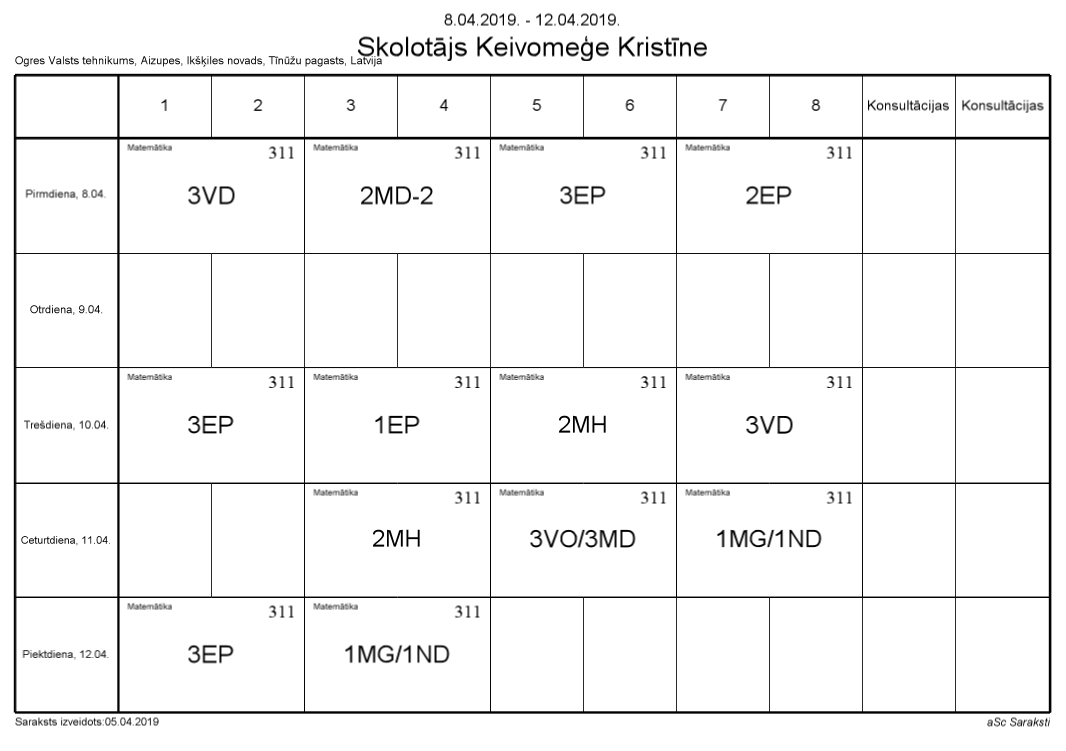 8.04.2019. - 12.04.2019.
Skolotājs Keivomeģe Kristīne
Ogres Valsts tehnikums, Aizupes, Ikšķiles novads, Tīnūžu pagasts, Latvija
1 2 3 4 5 6 7 8 Konsultācijas Konsultācijas
Matemātika 311 Matemātika 311 Matemātika 311 Matemātika 311
Pirmdiena, 8.04. 3VD 2MD-2 3EP 2EP
Otrdiena, 9.04.
Matemātika 311 Matemātika 311 Matemātika 311 Matemātika 311
Trešdiena, 10.04. 3EP 1EP 2MH 3VD
Matemātika 311 Matemātika 311 Matemātika 311
Ceturtdiena, 11.04. 2MH 3VO/3MD 1MG/1ND
Matemātika 311 Matemātika 311
Piektdiena, 12.04. 3EP 1MG/1ND
Saraksts izveidots:05.04.2019 aSc Saraksti